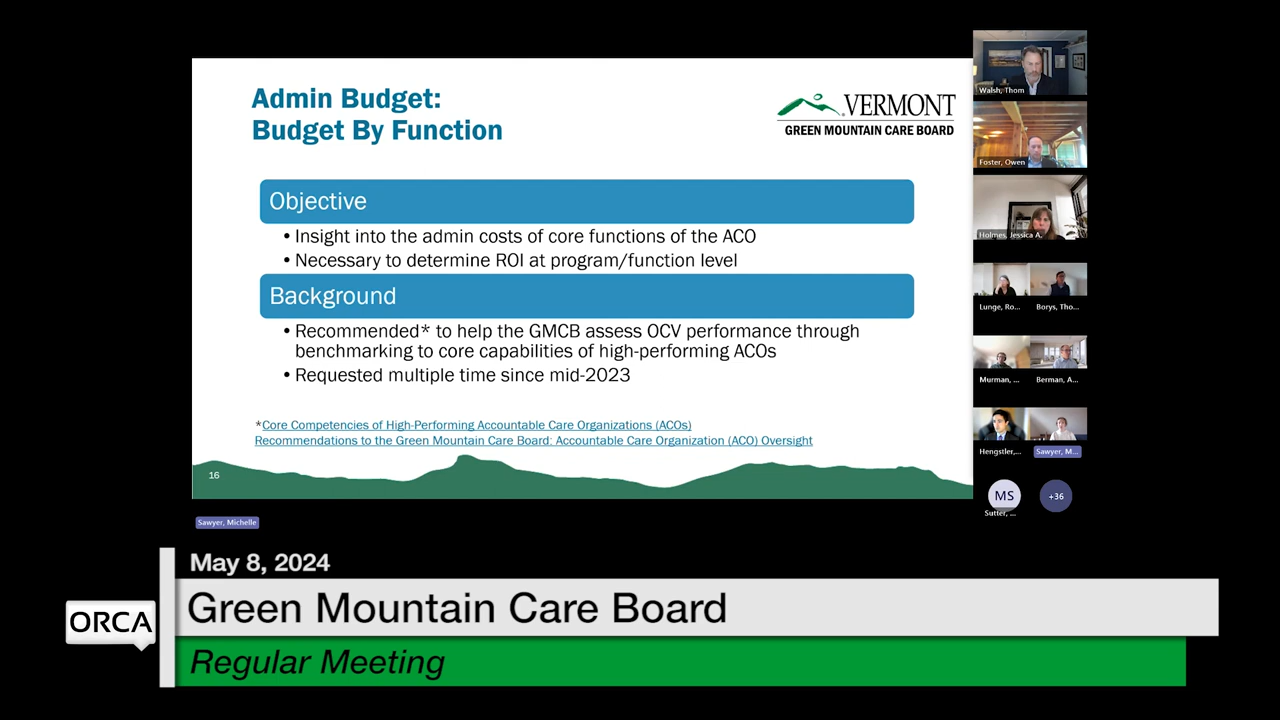 Admin Budget:
Budget By Function
VERMONT
GREEN MOUNTAIN CARE BOARD
Objective
• Insight into the admin costs of core functions of the ACO
• Necessary to determine ROI at program/function level
Background
• Recommended* to help the GMCB assess OCV performance through
benchmarking to core capabilities of high-performing ACOs
• Requested multiple time since mid-2023
*Core Competencies of High-Performing Accountable Care Organizations (ACOs)
Recommendations to the Green Mountain Care Board: Accountable Care Organization (ACO) Oversight
16
Walsh, Thom
Foster, Owen
Holmes, Jessica A.
Lunge, Ro...
Borys, Tho...
Murman, ...
Berman, A...
Hengstler,...
Sawyer, M...
MS
+36
Sutter, ...
Sawyer, Michelle
May 8, 2024
ORCA
Green Mountain Care Board
Regular Meeting